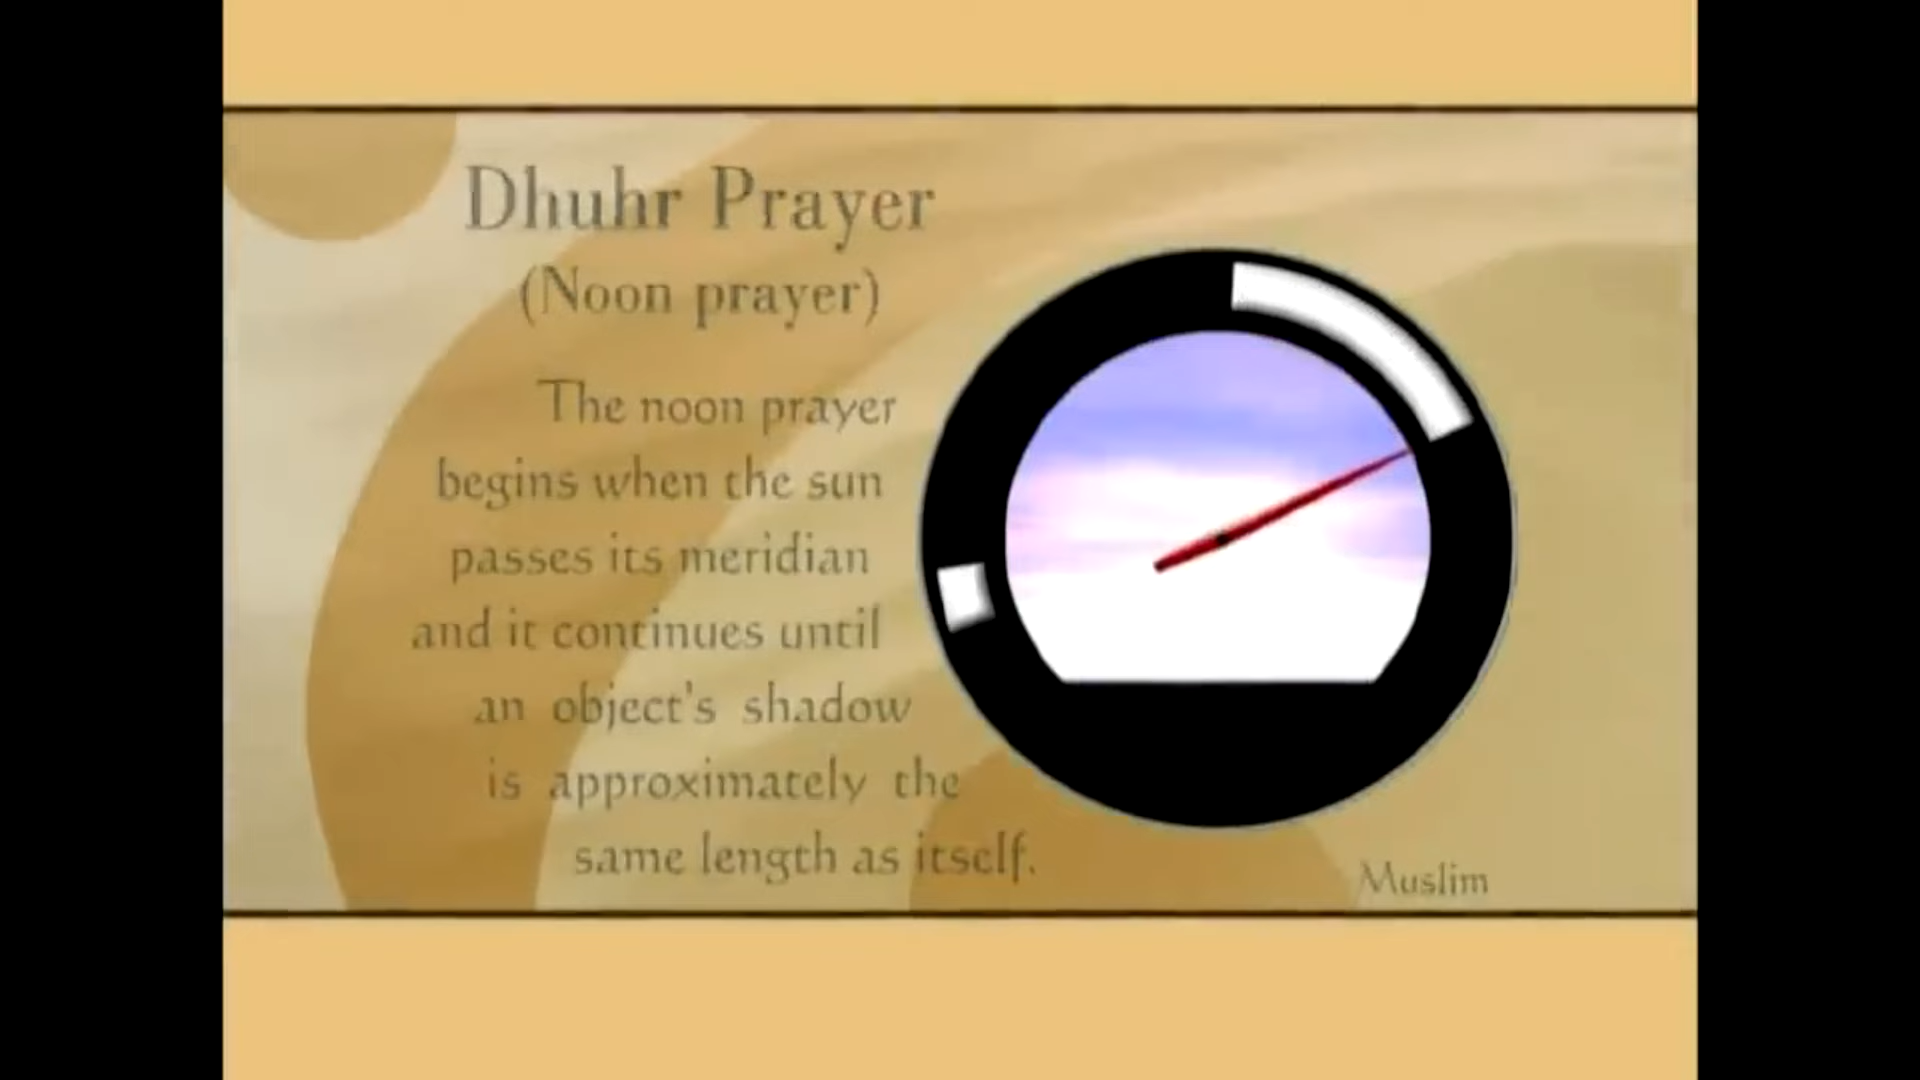 Dhuhr Prayer
(Noon prayer)
The noon prayer
begins when the sun
passes its meridian
and it continues until
an object's shadow
is approximately the
same length as itself.
Muslim